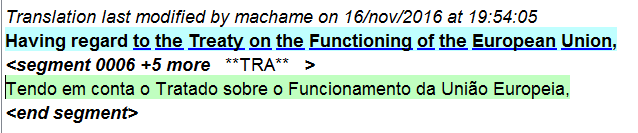 Translation last modified by machame on 16/nov/2016 at 19:54:05
Having regard to the Treaty on the Functioning of the European Union,
<segment 0006 +5 more **TRA** >
Tendo em conta o Tratado sobre o Funcionamento da União Europeia,
<end segment>